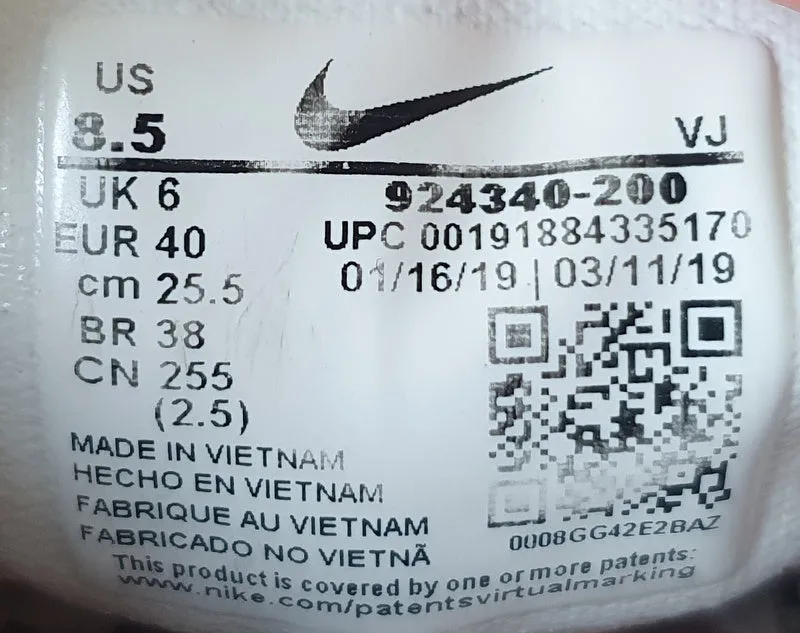 US
8.5
VJ
UK 6
924340-200
EUR 40
UPC 00191884335170
cm 25.5
01/16/19 | 03/11/19
BR 38
CN 255
(2.5)
MADE IN VIETNAM
HECHO EN VIETNAM
FABRIQUE AU VIETNAM
FABRICADO NO VIETNÃ
0008GG42E2BAZ
This product is covered by one or more patents:
www.nike.com/patentsvirtualmarking